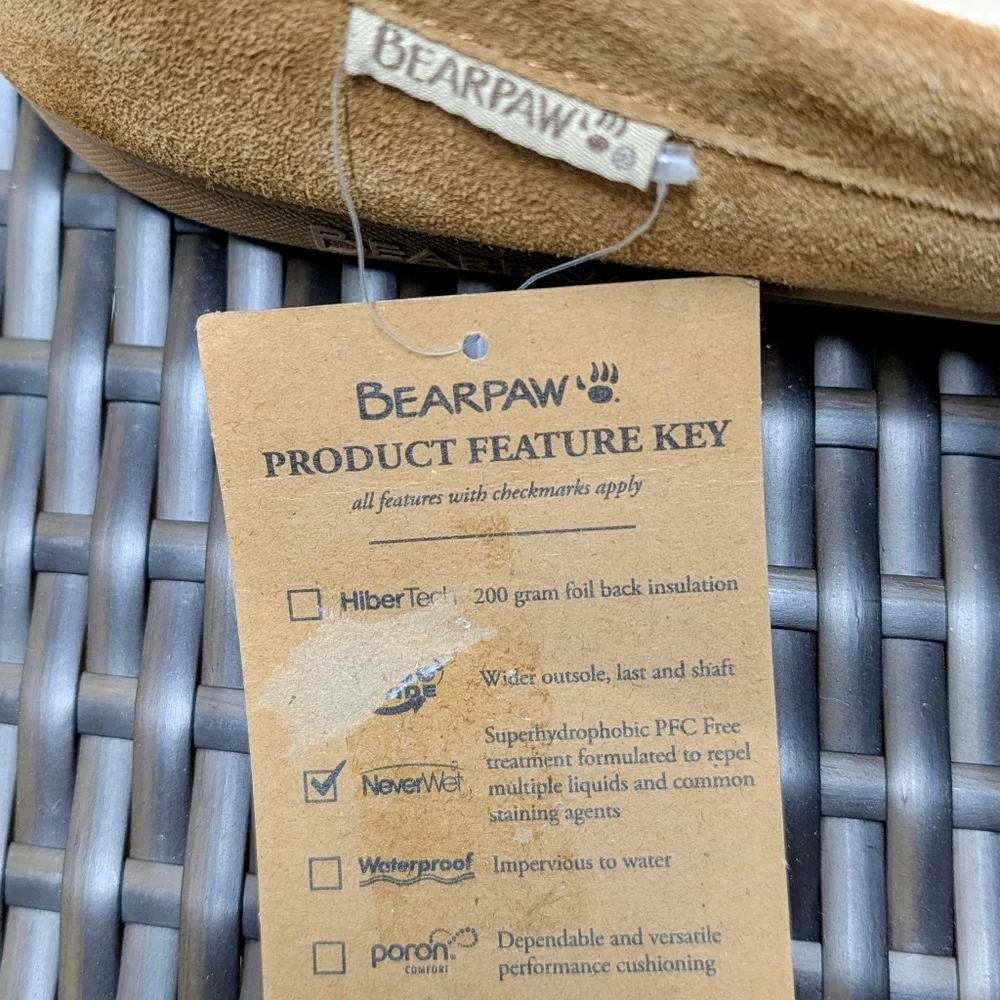 BEARPAW
BEARPAW
PRODUCT FEATURE KEY
all features with checkmarks apply
HiberTech 200 gram foil back insulation
Wider outsole, last and shaft
NeverWet Superhydrophobic PFC Free
treatment formulated to repel
multiple liquids and common
staining agents
Waterproof Impervious to water
poron® Dependable and versatile
COMFORT performance cushioning